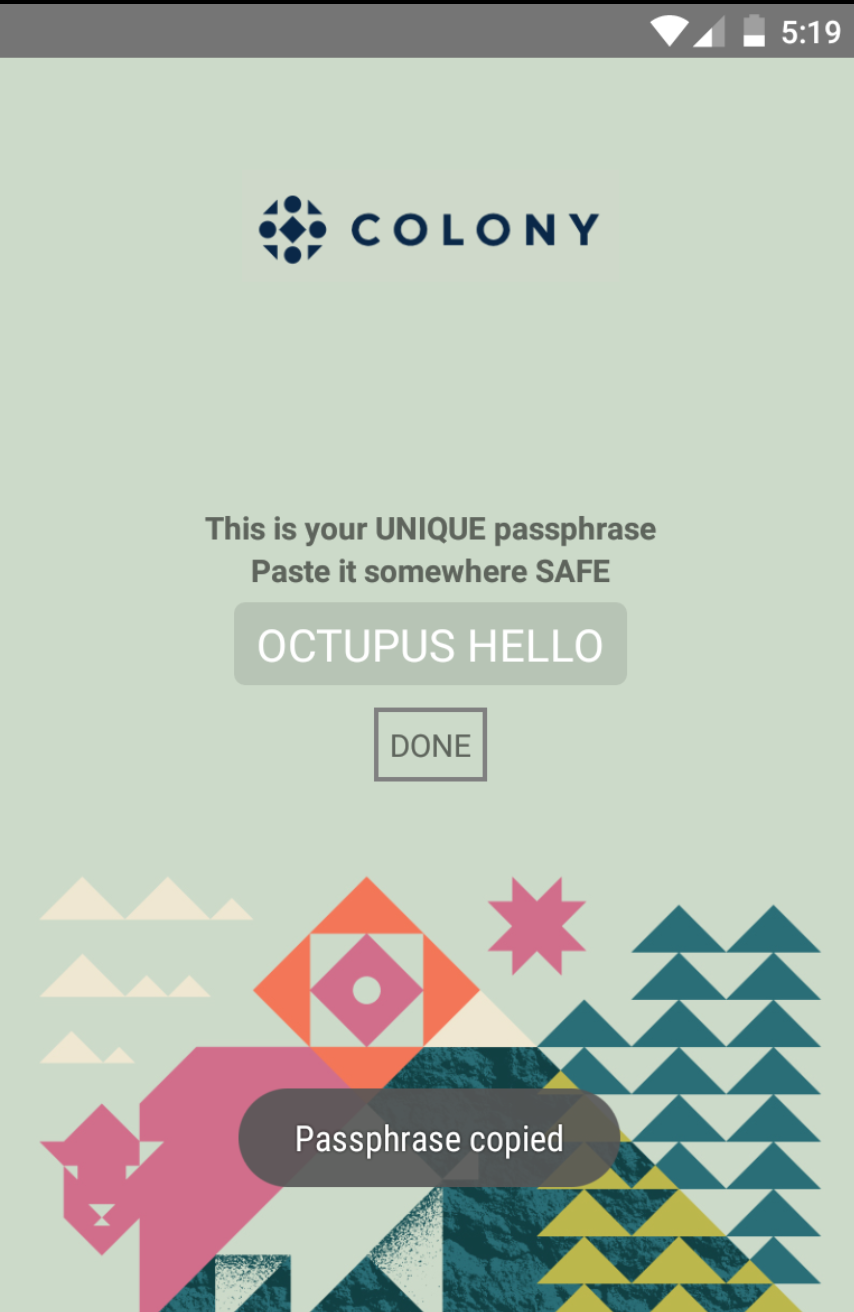 5:19
COLONY
This is your UNIQUE passphrase
Paste it somewhere SAFE
OCTUPUS HELLO
DONE
Passphrase copied